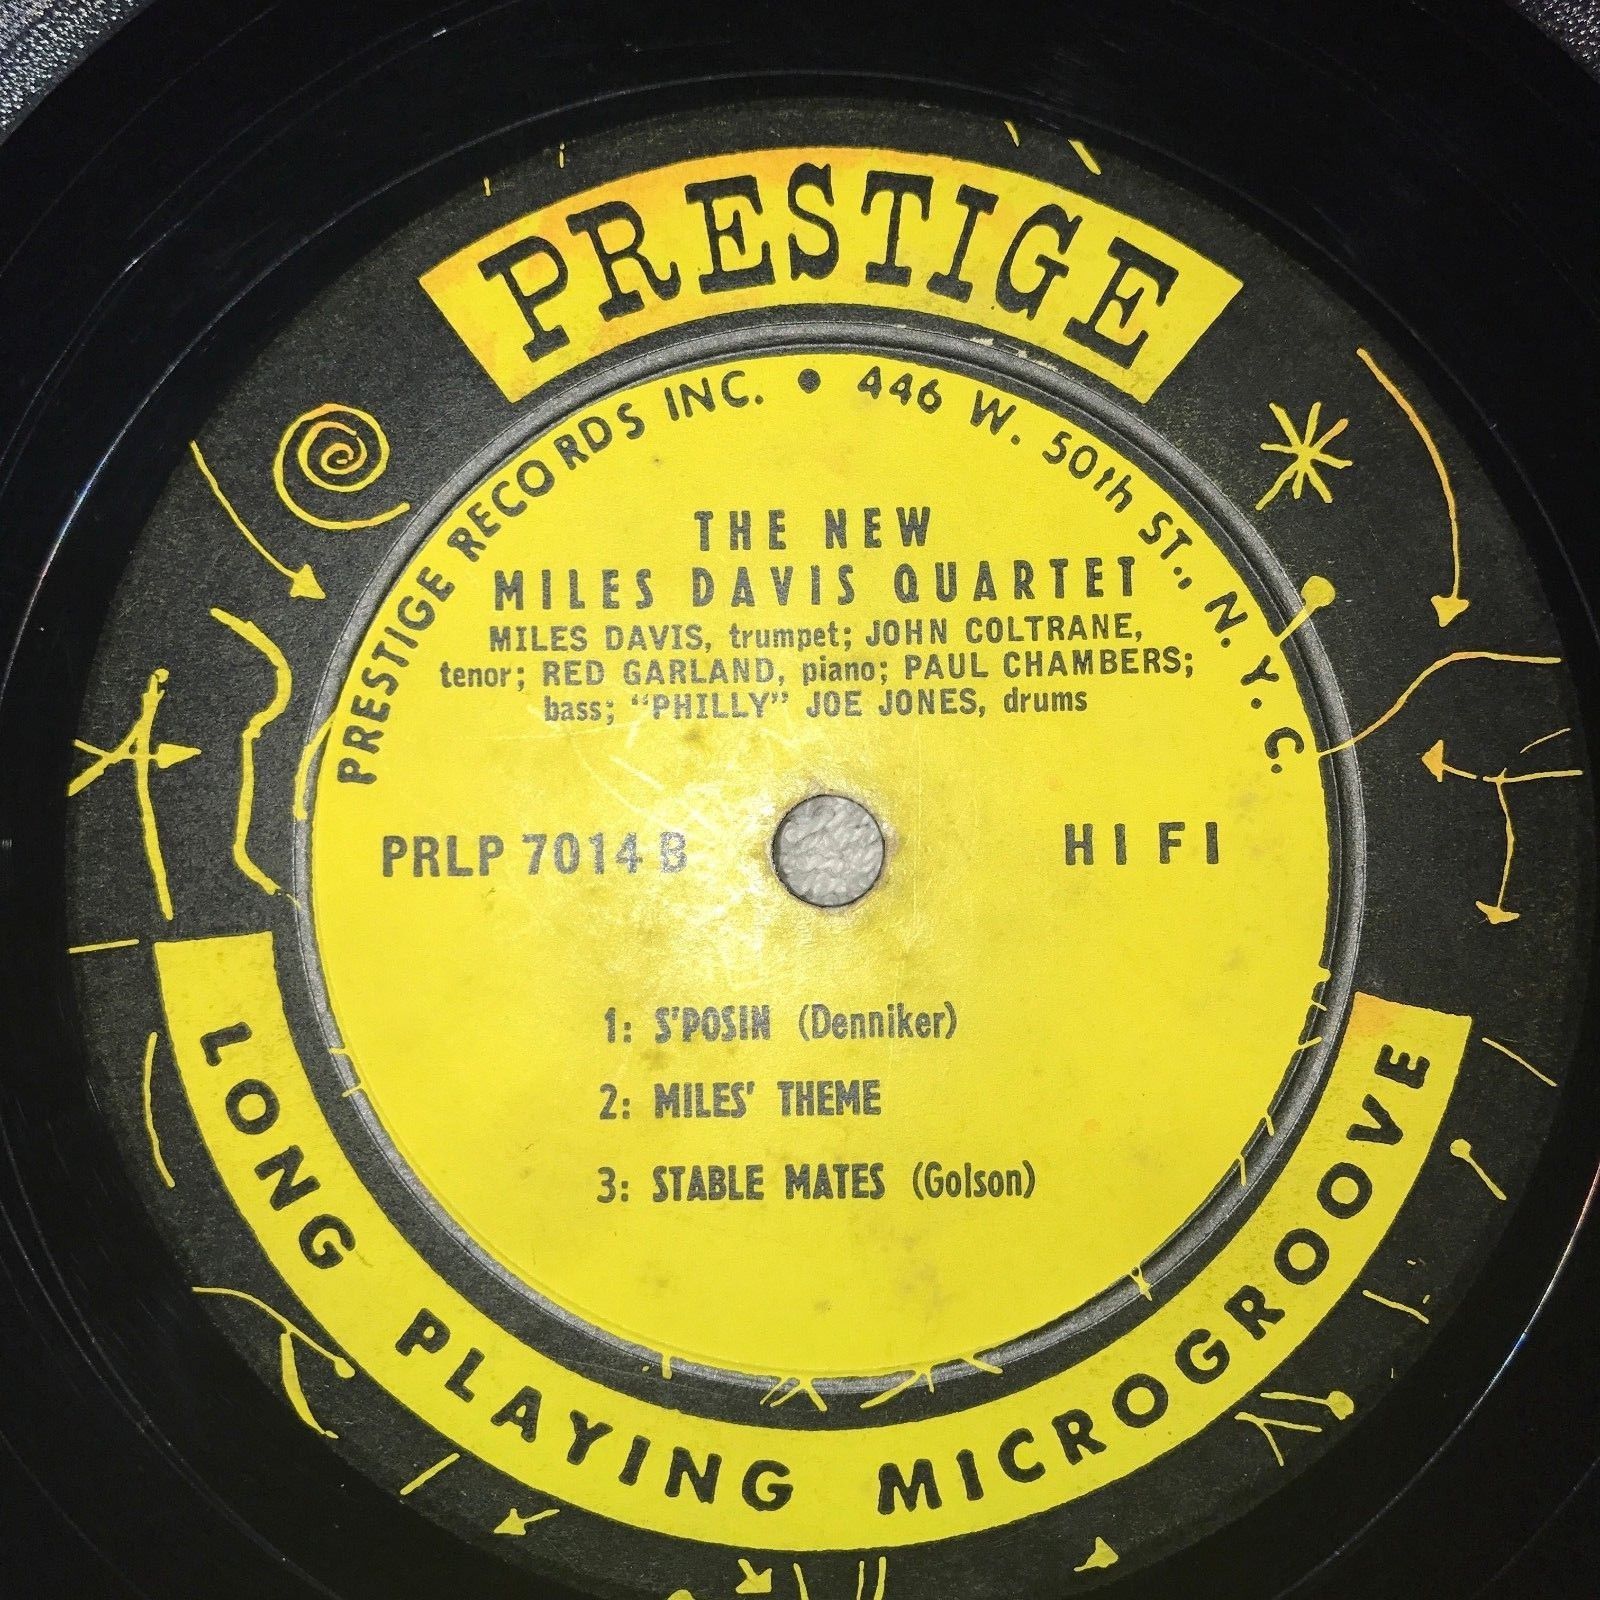 PRESTIGE
PRESTIGE RECORDS INC. • 446 W. 50th ST., N.Y.C.
THE NEW
MILES DAVIS QUARTET
MILES DAVIS, trumpet; JOHN COLTRANE,
tenor; RED GARLAND, piano; PAUL CHAMBERS;
bass; "PHILLY" JOE JONES, drums
PRLP 7014 B HI FI
1: S'POSIN (Denniker)
2: MILES' THEME
3: STABLE MATES (Golson)
LONG PLAYING MICROGROOVE